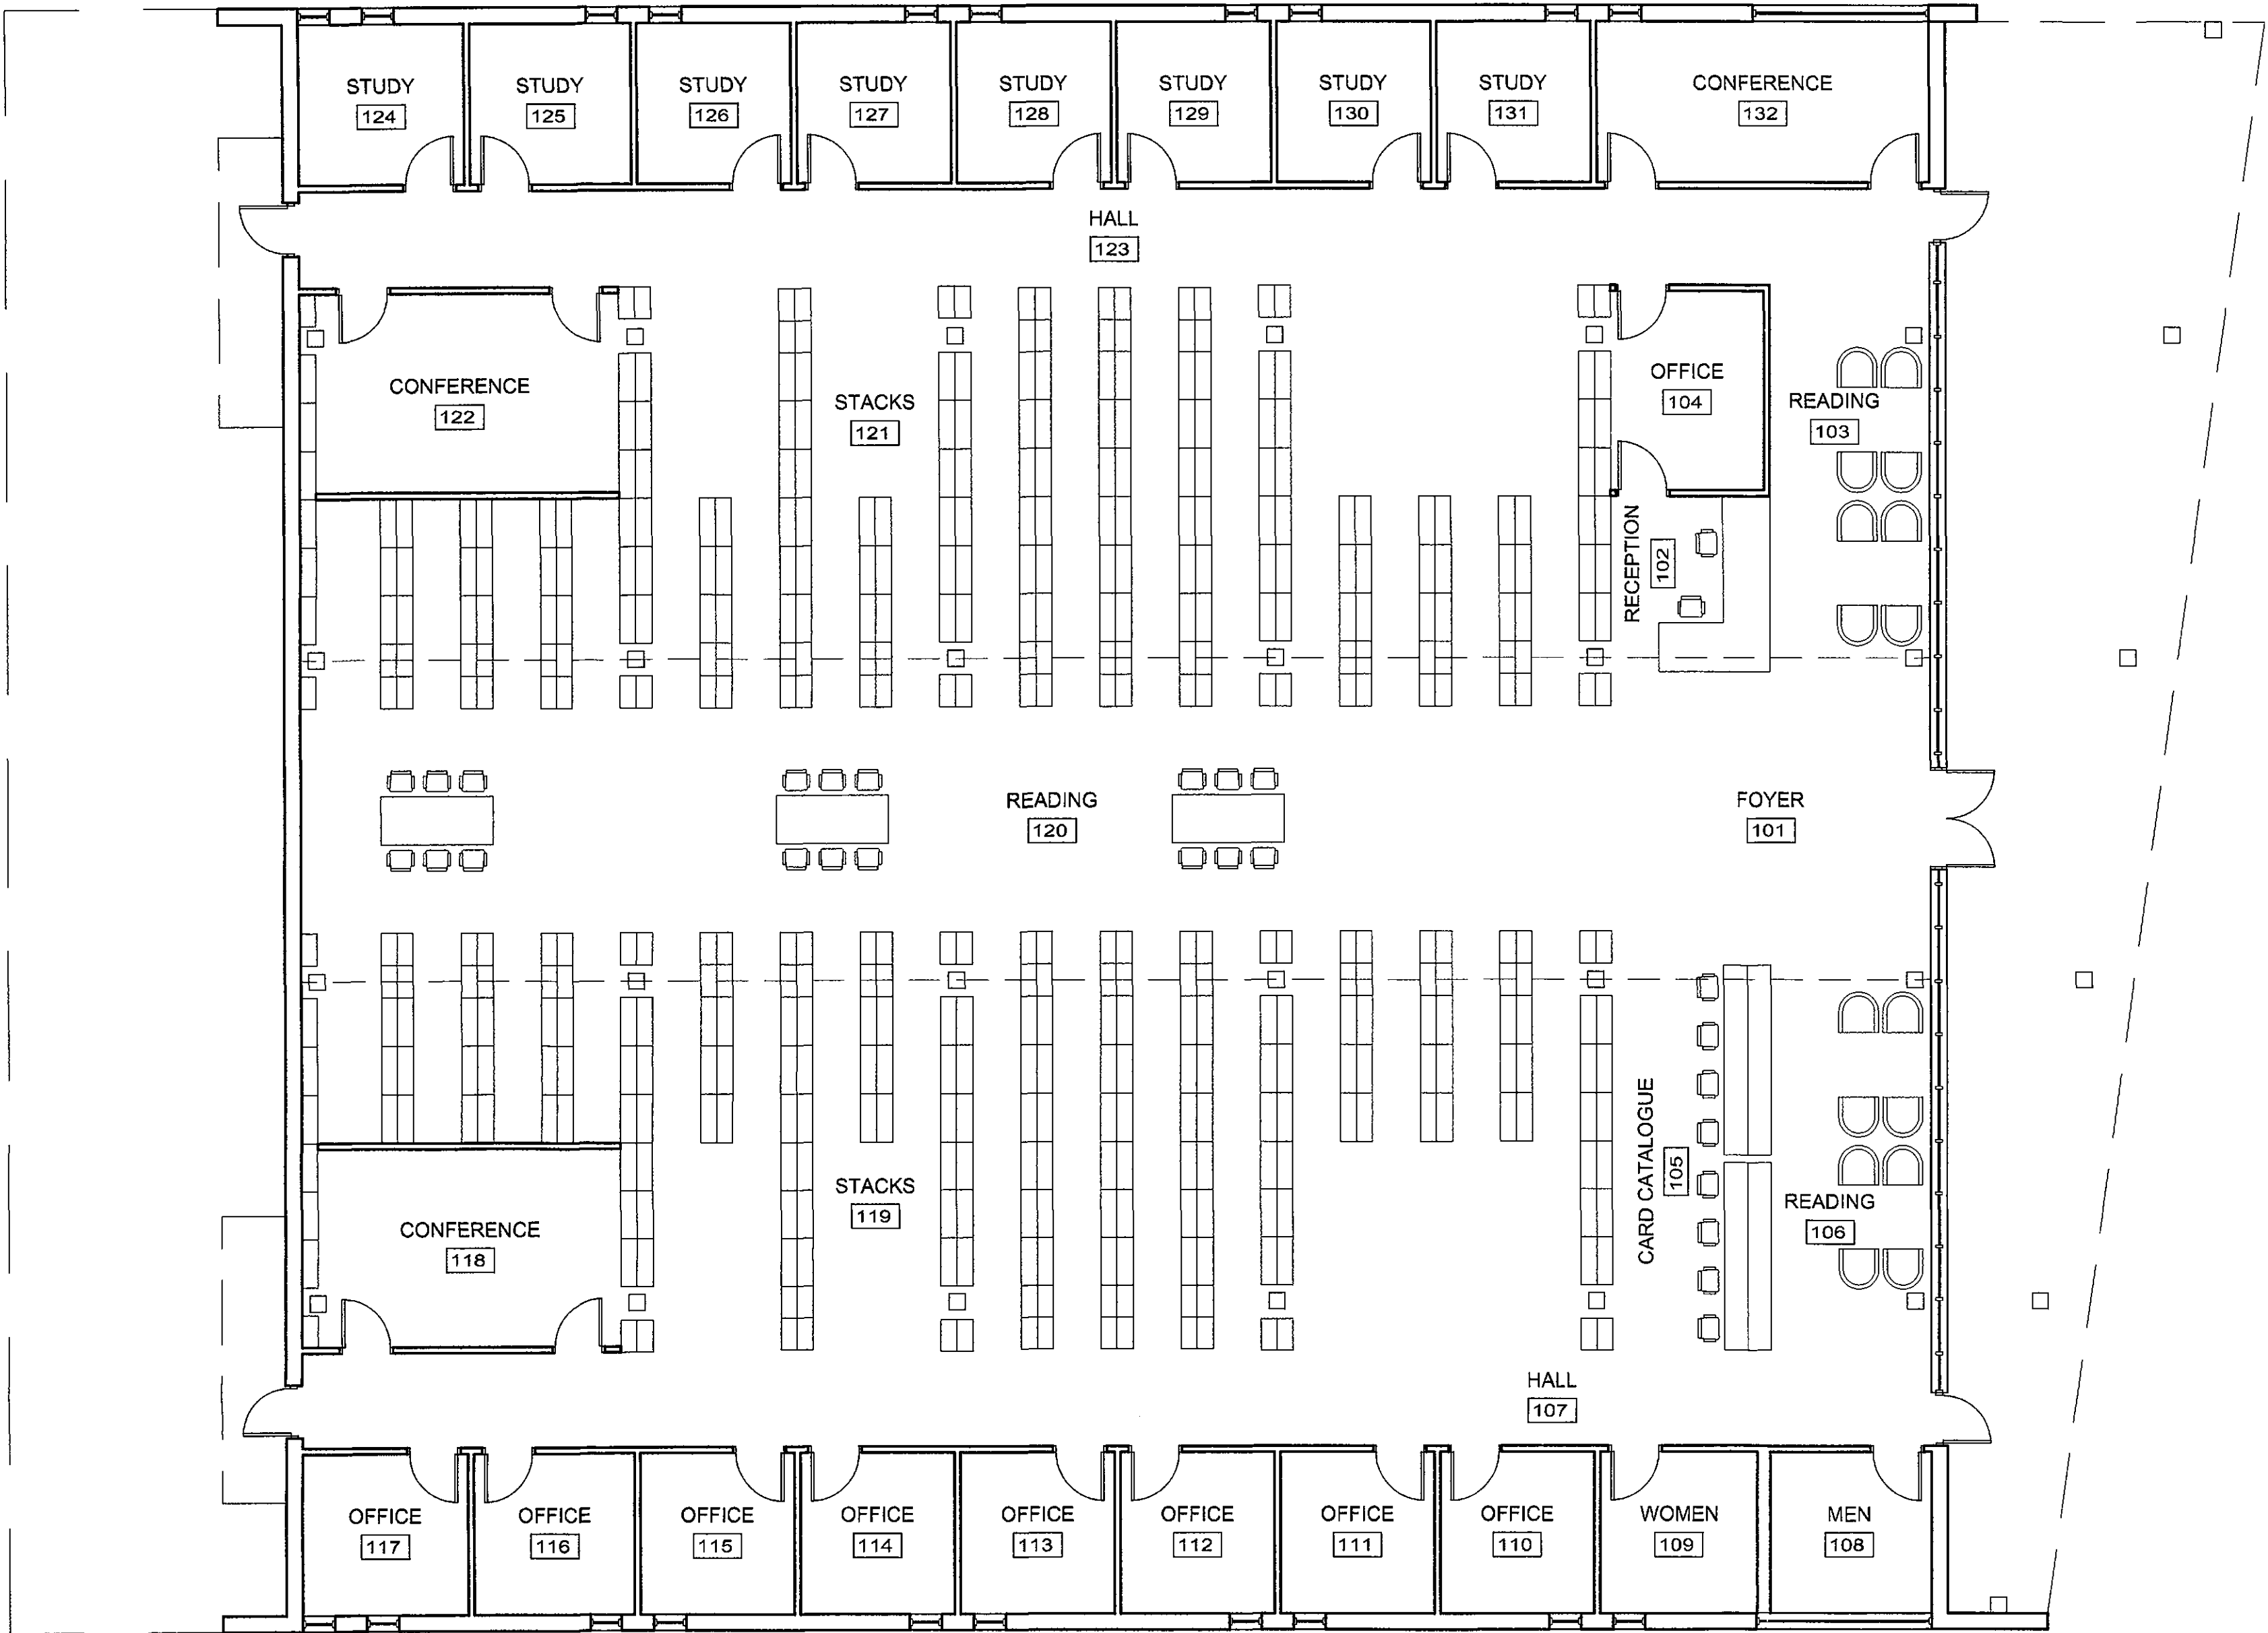 STUDY
124
STUDY
125
STUDY
126
STUDY
127
STUDY
128
STUDY
129
STUDY
130
STUDY
131
CONFERENCE
132
HALL
123
CONFERENCE
122
STACKS
121
OFFICE
104
READING
103
RECEPTION
102
READING
120
FOYER
101
CARD CATALOGUE
105
STACKS
119
READING
106
CONFERENCE
118
HALL
107
OFFICE
117
OFFICE
116
OFFICE
115
OFFICE
114
OFFICE
113
OFFICE
112
OFFICE
111
OFFICE
110
WOMEN
109
MEN
108